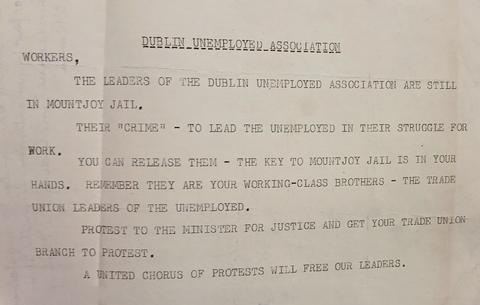 DUBLIN UNEMPLOYED ASSOCIATION
WORKERS,
THE LEADERS OF THE DUBLIN UNEMPLOYED ASSOCIATION ARE STILL
IN MOUNTJOY JAIL.
THEIR "CRIME" - TO LEAD THE UNEMPLOYED IN THEIR STRUGGLE FOR
WORK.
YOU CAN RELEASE THEM - THE KEY TO MOUNTJOY JAIL IS IN YOUR
HANDS. REMEMBER THEY ARE YOUR WORKING-CLASS BROTHERS - THE TRADE
UNION LEADERS OF THE UNEMPLOYED.
PROTEST TO THE MINISTER FOR JUSTICE AND GET YOUR TRADE UNION
BRANCH TO PROTEST.
A UNITED CHORUS OF PROTESTS WILL FREE OUR LEADERS.